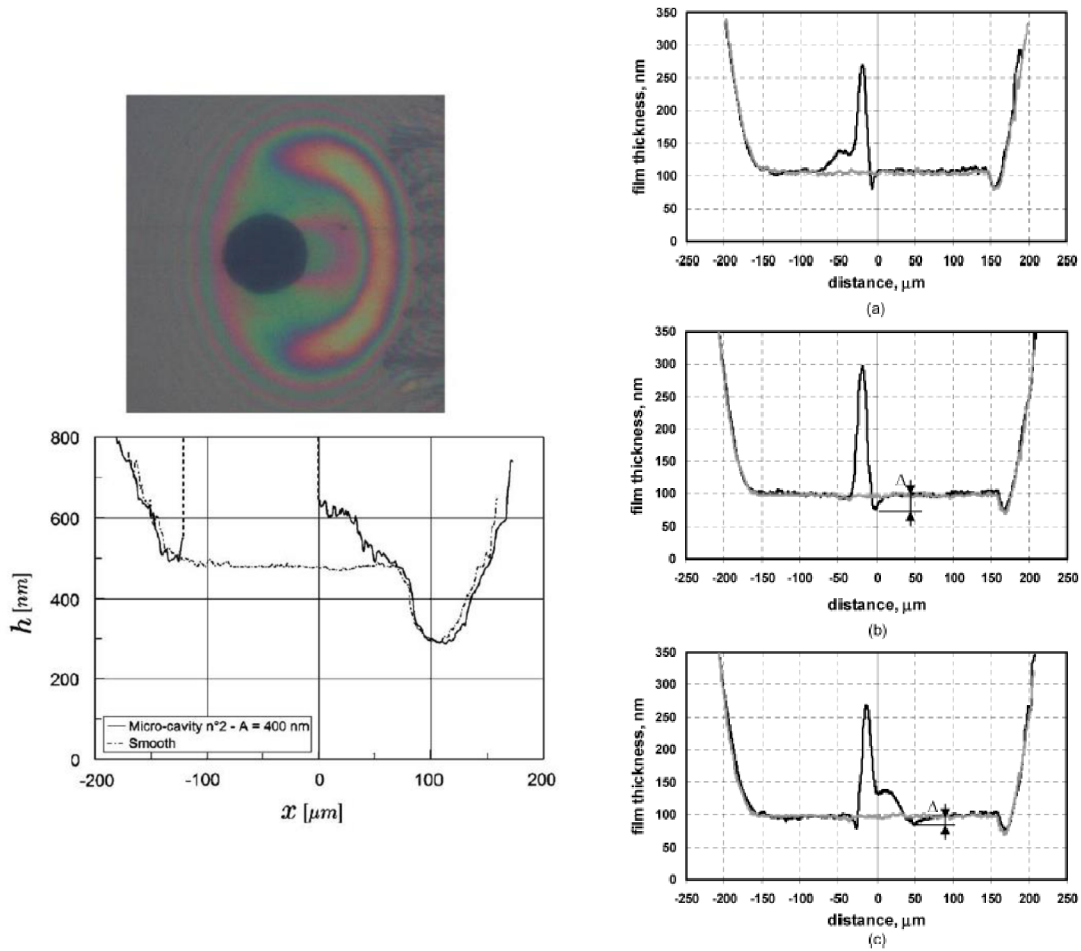 800
600
400
200
0
h [nm]
Micro-cavity n°2 - A = 400 nm
Smooth
-200 -100 0 100 200
x [µm]
350
300
250
200
150
100
50
0
film thickness, nm
-250 -200 -150 -100 -50 0 50 100 150 200 250
distance, µm
(a)
350
300
250
200
150
100
50
0
film thickness, nm
Δ
-250 -200 -150 -100 -50 0 50 100 150 200 250
distance, µm
(b)
350
300
250
200
150
100
50
0
film thickness, nm
Δ
-250 -200 -150 -100 -50 0 50 100 150 200 250
distance, µm
(c)